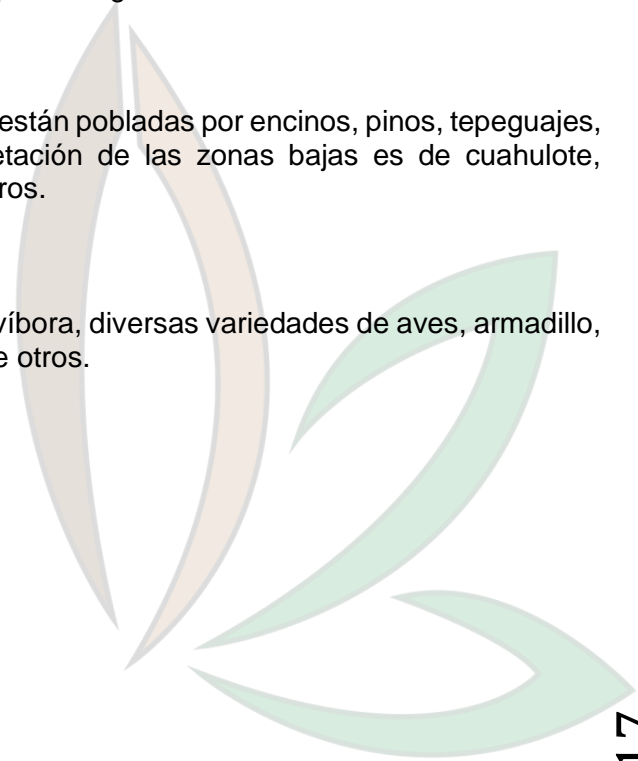 están pobladas por encinos, pinos, tepeguajes,
etación de las zonas bajas es de cuahulote,
ros.
víbora, diversas variedades de aves, armadillo,
e otros.
17